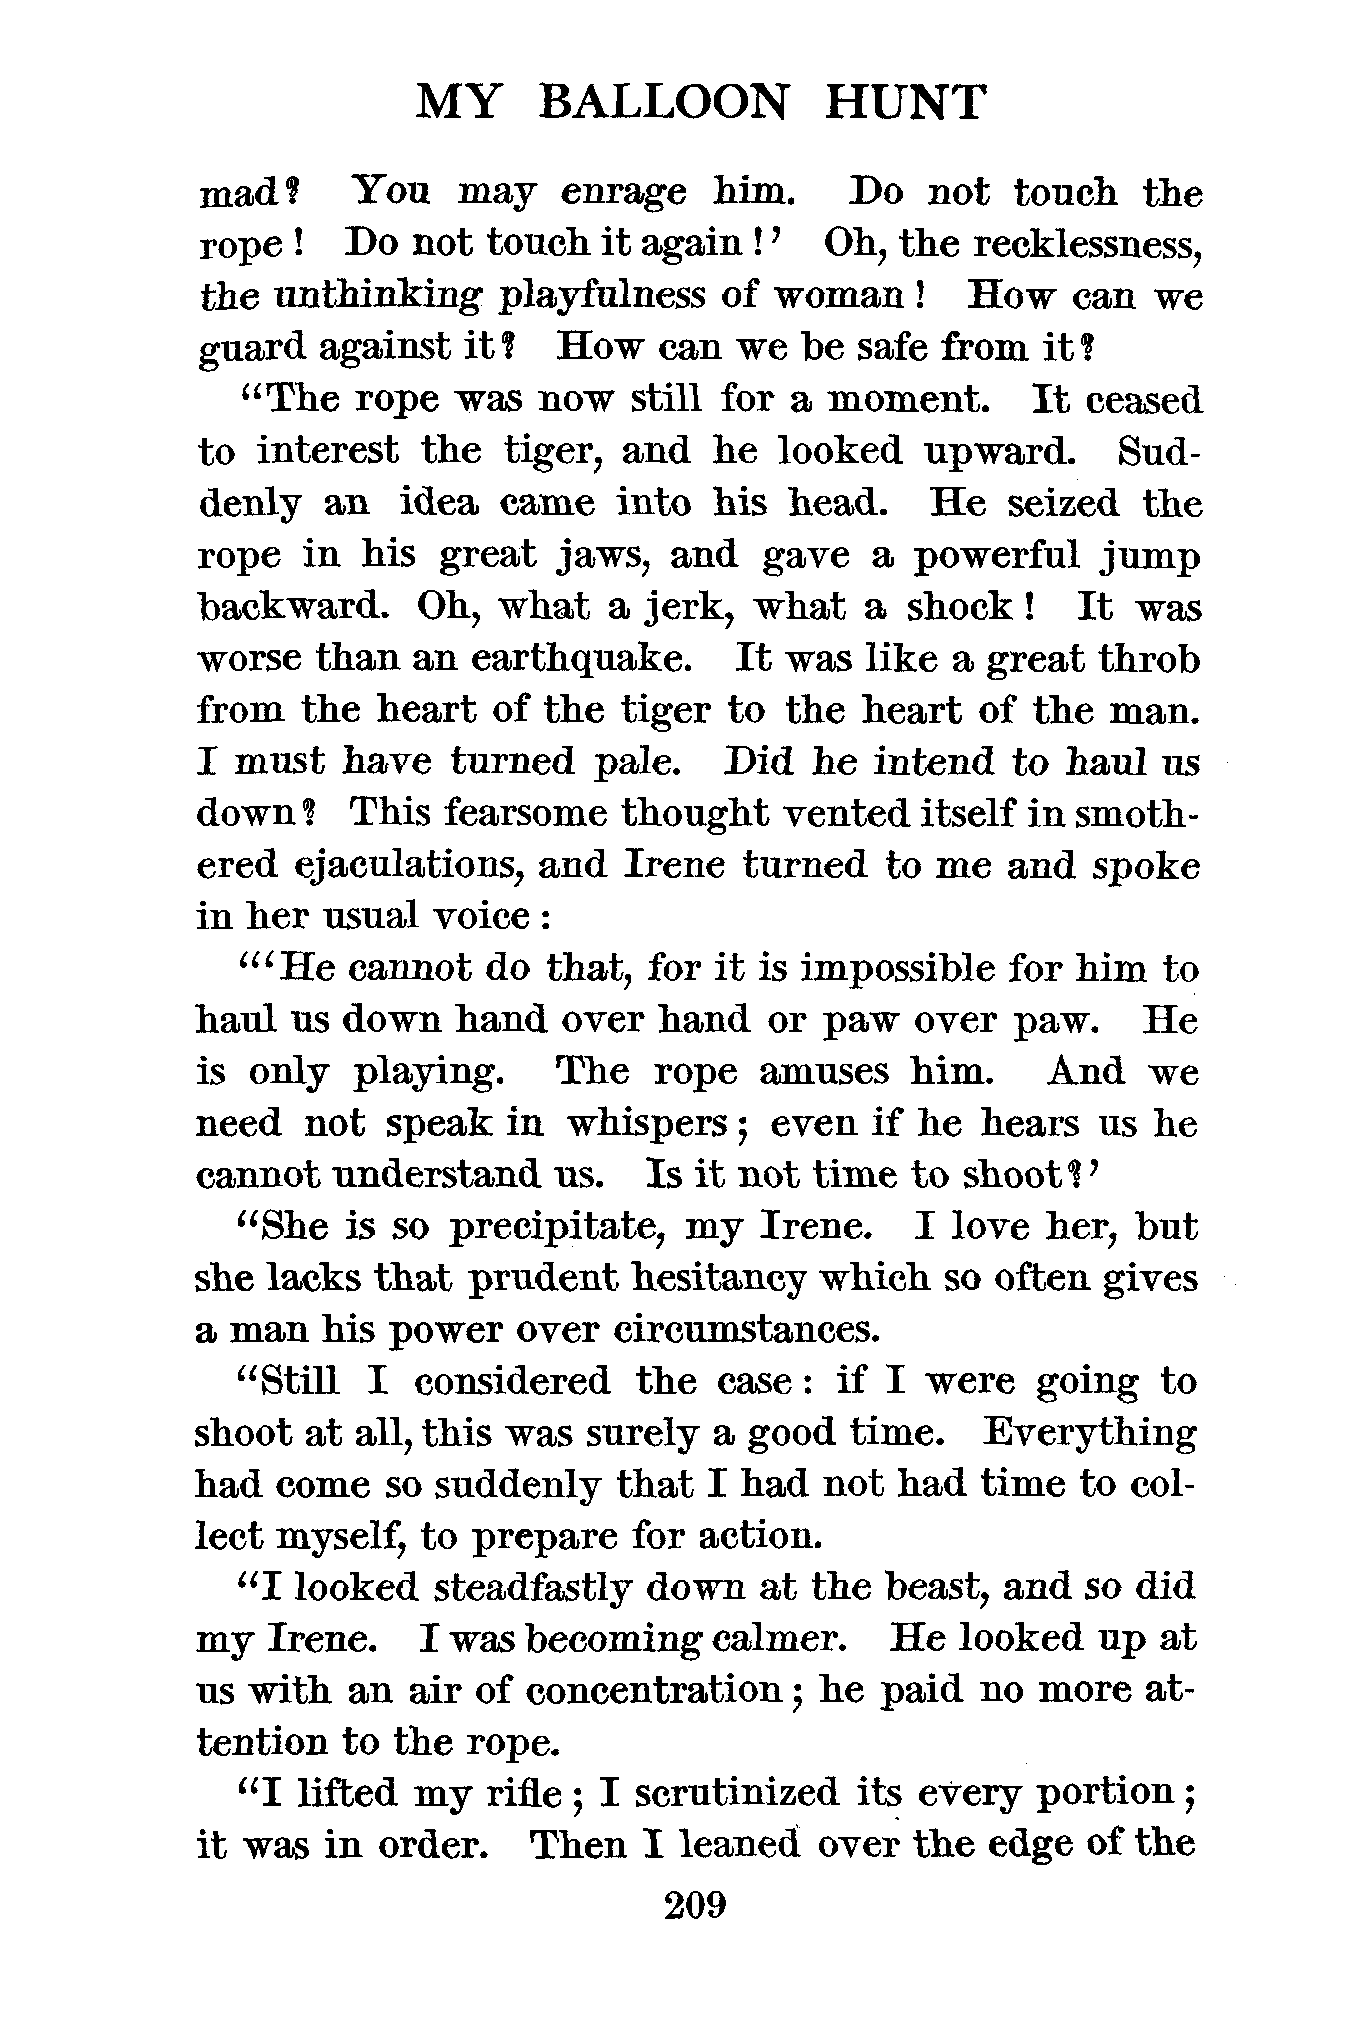 MY BALLOON HUNT
mad? You may enrage him. Do not touch the
rope! Do not touch it again!' Oh, the recklessness,
the unthinking playfulness of woman! How can we
guard against it? How can we be safe from it?
"The rope was now still for a moment. It ceased
to interest the tiger, and he looked upward. Sud-
denly an idea came into his head. He seized the
rope in his great jaws, and gave a powerful jump
backward. Oh, what a jerk, what a shock! It was
worse than an earthquake. It was like a great throb
from the heart of the tiger to the heart of the man.
I must have turned pale. Did he intend to haul us
down? This fearsome thought vented itself in smoth-
ered ejaculations, and Irene turned to me and spoke
in her usual voice:
"'He cannot do that, for it is impossible for him to
haul us down hand over hand or paw over paw. He
is only playing. The rope amuses him. And we
need not speak in whispers; even if he hears us he
cannot understand us. Is it not time to shoot?'
"She is so precipitate, my Irene. I love her, but
she lacks that prudent hesitancy which so often gives
a man his power over circumstances.
"Still I considered the case: if I were going to
shoot at all, this was surely a good time. Everything
had come so suddenly that I had not had time to col-
lect myself, to prepare for action.
"I looked steadfastly down at the beast, and so did
my Irene. I was becoming calmer. He looked up at
us with an air of concentration; he paid no more at-
tention to the rope.
"I lifted my rifle; I scrutinized its every portion;
it was in order. Then I leaned over the edge of the
209